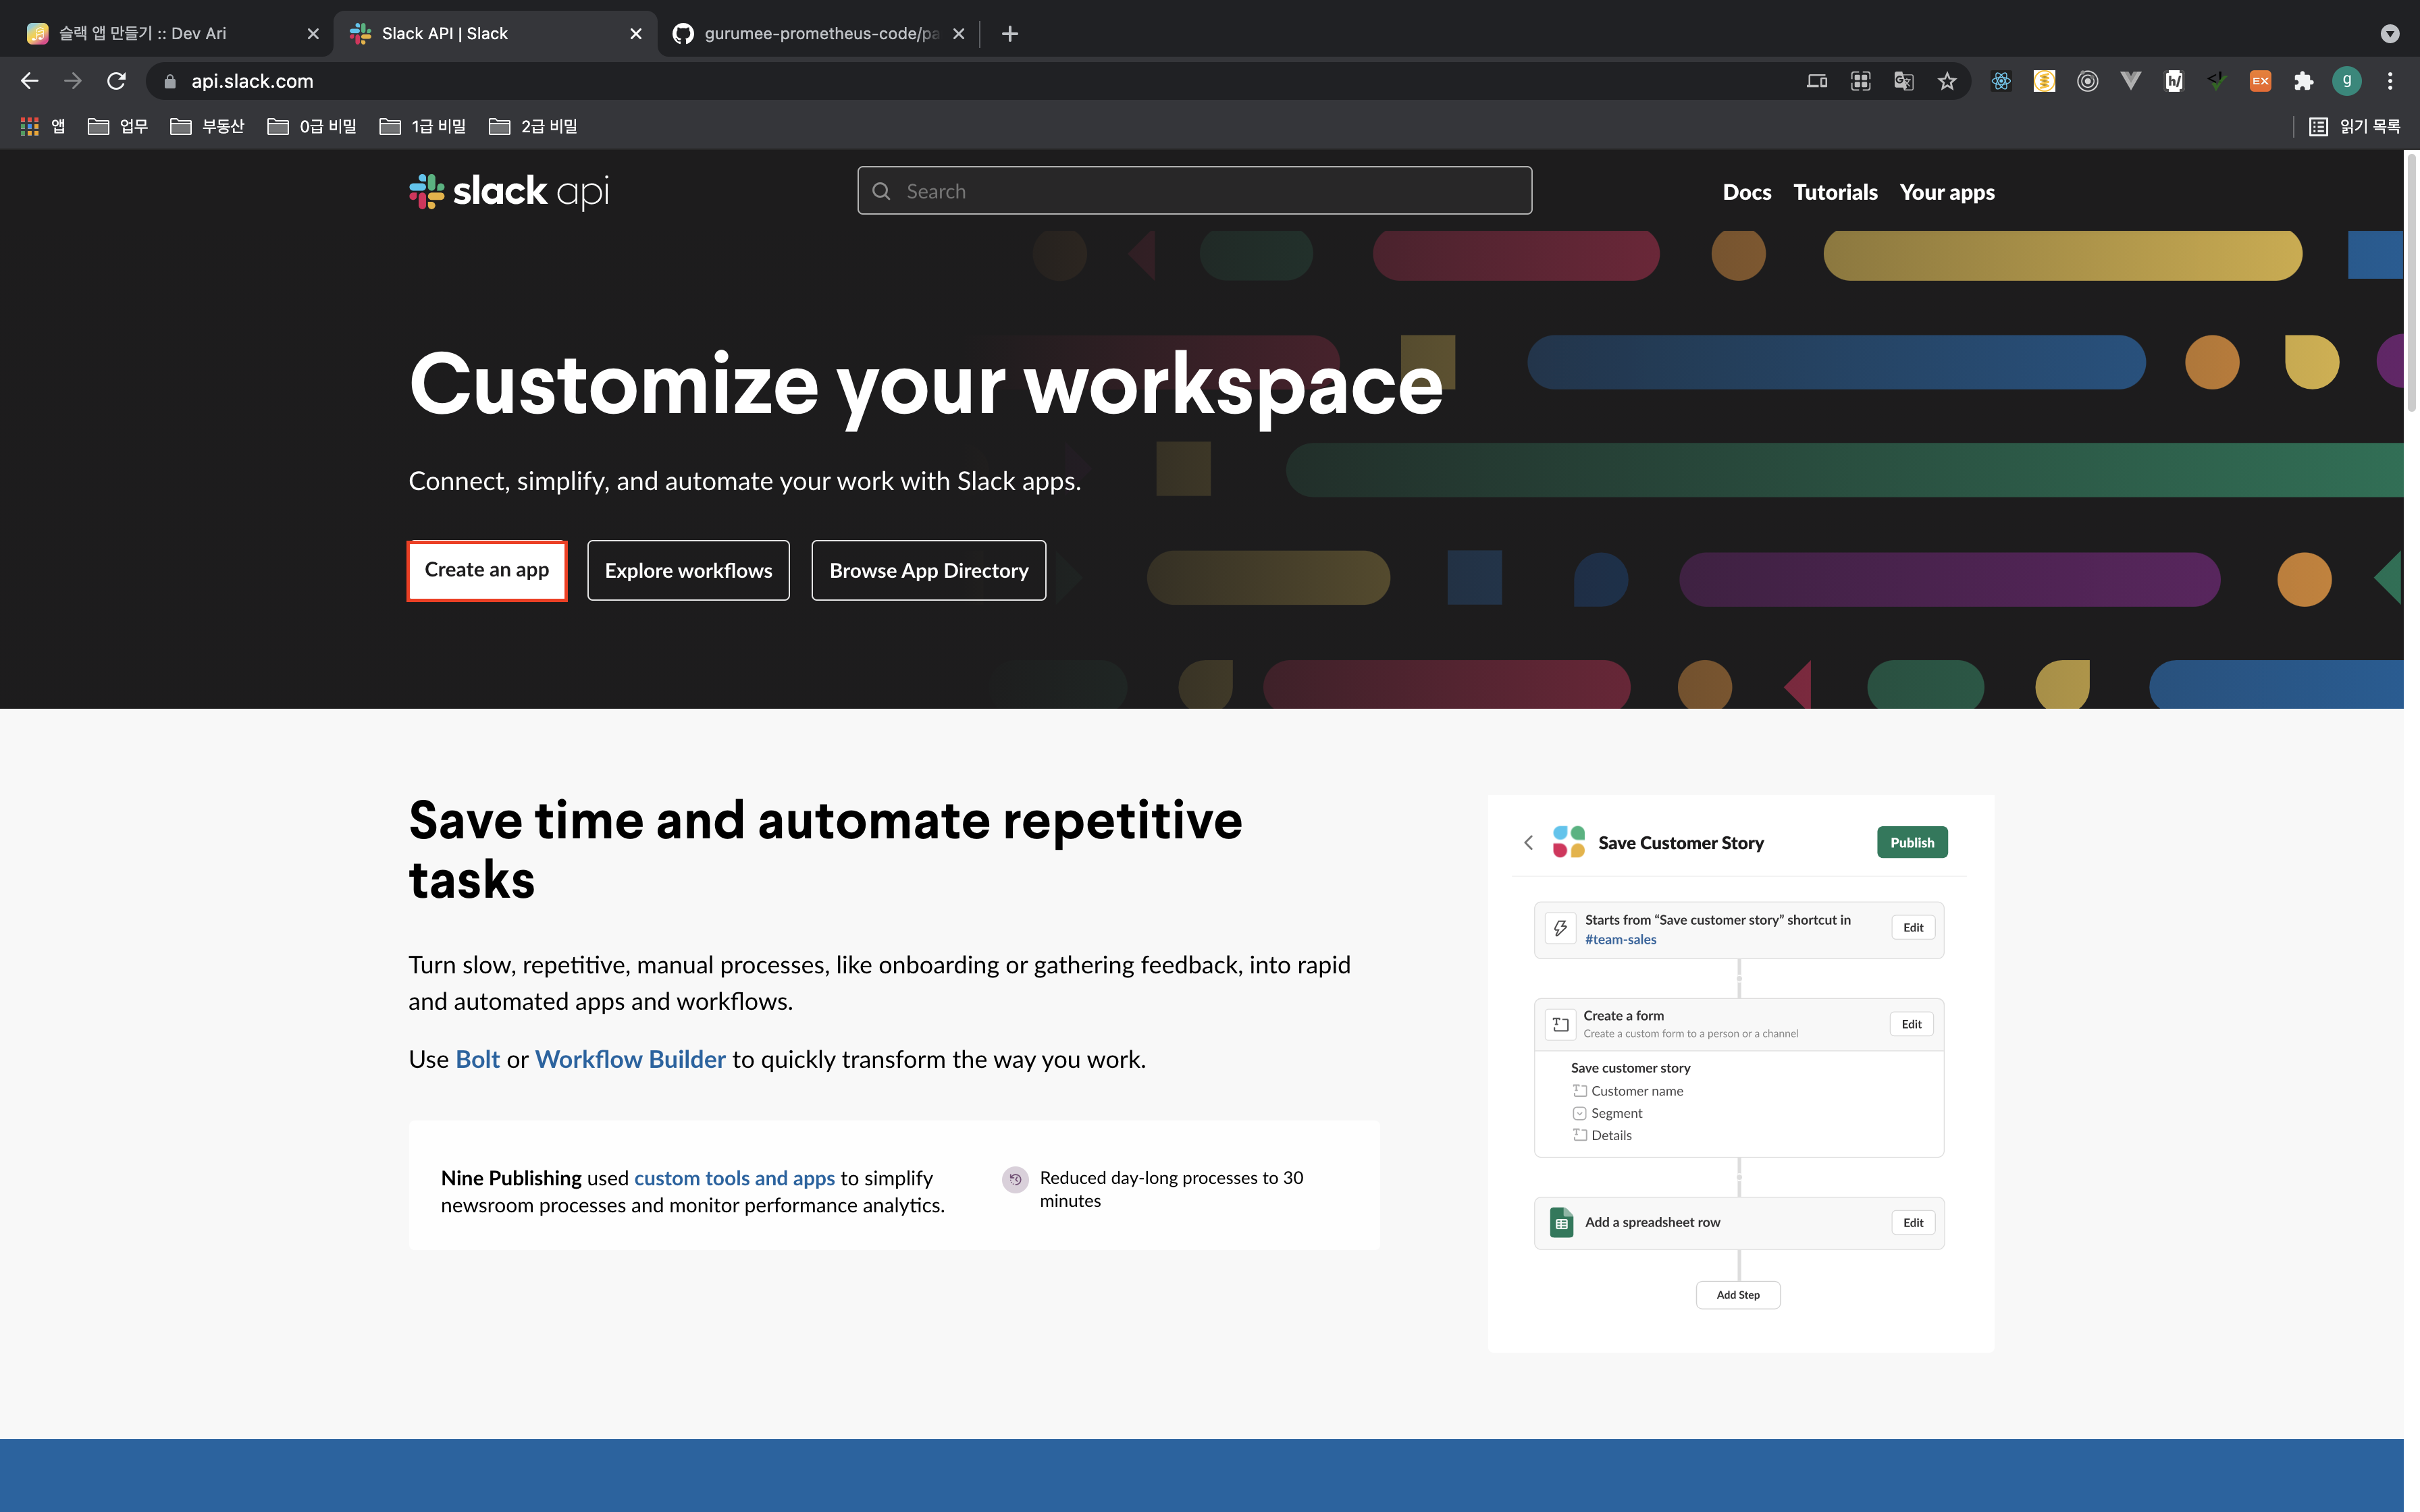 슬랙 앱 만들기 :: Dev Ari
Slack API | Slack
gurumee-prometheus-code/pa
api.slack.com
EX
g
앱
업무
부동산
0급 비밀
1급 비밀
2급 비밀
읽기 목록
slack api
Search
Docs
Tutorials
Your apps
Customize your workspace
Connect, simplify, and automate your work with Slack apps.
Create an app
Explore workflows
Browse App Directory
Save time and automate repetitive
tasks
Turn slow, repetitive, manual processes, like onboarding or gathering feedback, into rapid
and automated apps and workflows.
Use Bolt or Workflow Builder to quickly transform the way you work.
Nine Publishing used custom tools and apps to simplify
newsroom processes and monitor performance analytics.
Reduced day-long processes to 30
minutes
Save Customer Story
Publish
Starts from “Save customer story” shortcut in
#team-sales
Edit
Create a form
Create a custom form to a person or a channel
Edit
Save customer story
Customer name
Segment
Details
Add a spreadsheet row
Edit
Add Step